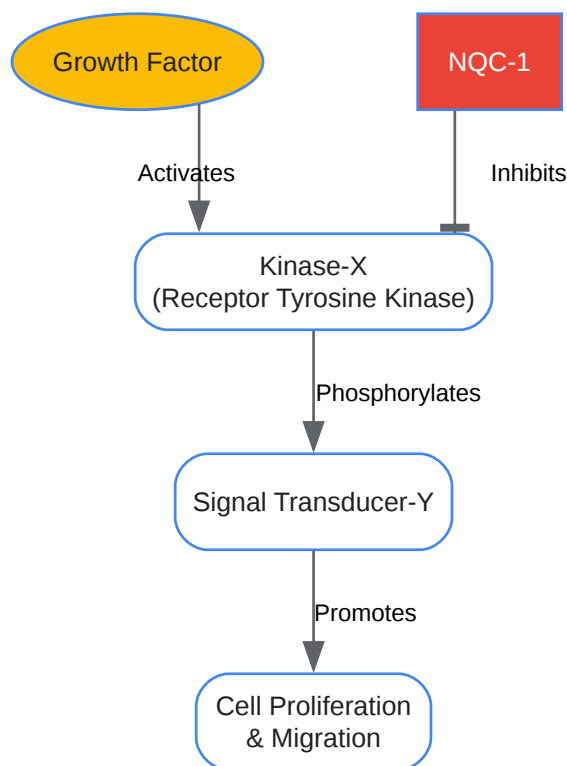 Growth Factor
NQC-1
Activates
Inhibits
Kinase-X
(Receptor Tyrosine Kinase)
Phosphorylates
Signal Transducer-Y
Promotes
Cell Proliferation
& Migration